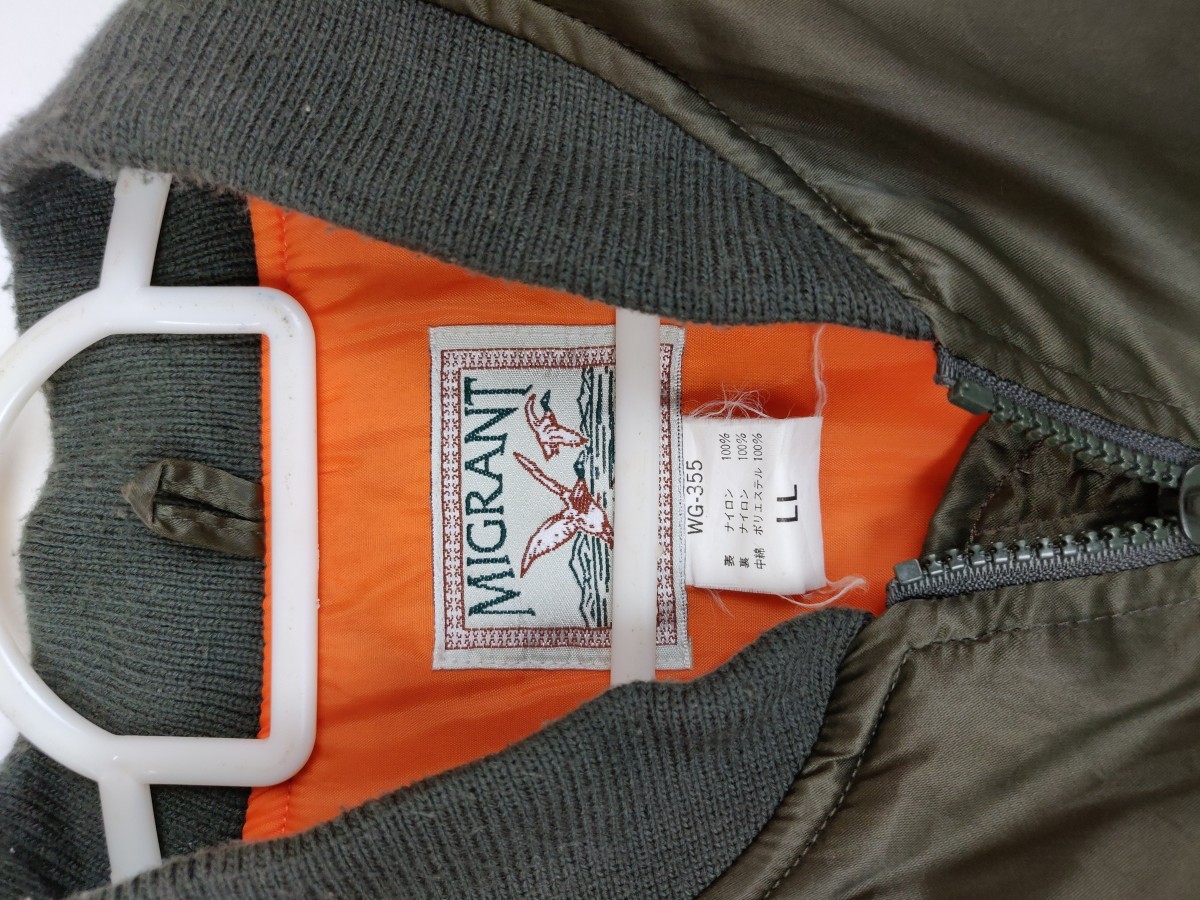 MIGRANT
WG-355
表 ナイロン 100%
裏 ナイロン 100%
中綿 ポリエステル 100%
LL